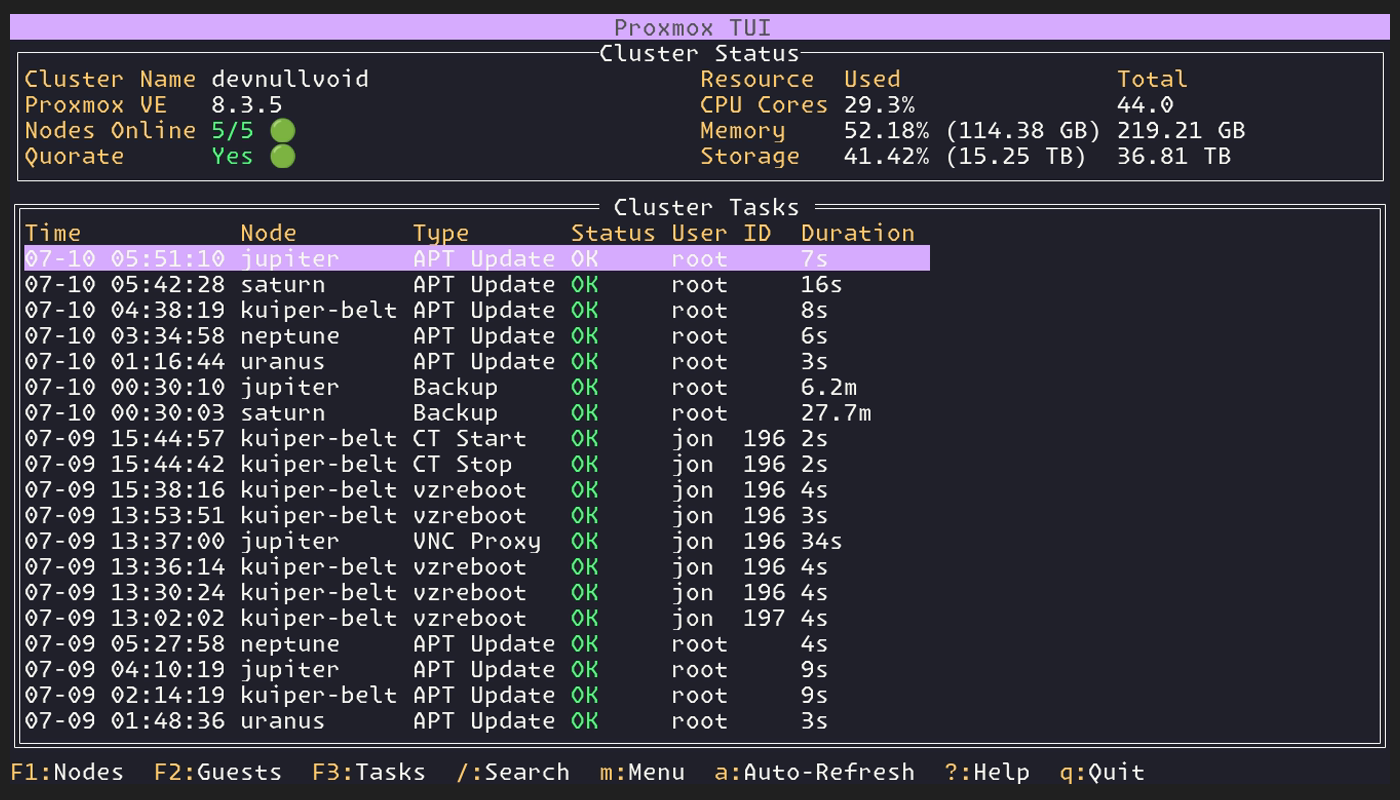 Proxmox TUI
Cluster Status
Cluster Name devnullvoid Resource Used Total
Proxmox VE 8.3.5 CPU Cores 29.3% 44.0
Nodes Online 5/5 Memory 52.18% (114.38 GB) 219.21 GB
Quorate Yes Storage 41.42% (15.25 TB) 36.81 TB
Cluster Tasks
Time Node Type Status User ID Duration
07-10 05:51:10 jupiter APT Update OK root 7s
07-10 05:42:28 saturn APT Update OK root 16s
07-10 04:38:19 kuiper-belt APT Update OK root 8s
07-10 03:34:58 neptune APT Update OK root 6s
07-10 01:16:44 uranus APT Update OK root 3s
07-10 00:30:10 jupiter Backup OK root 6.2m
07-10 00:30:03 saturn Backup OK root 27.7m
07-09 15:44:57 kuiper-belt CT Start OK jon 196 2s
07-09 15:44:42 kuiper-belt CT Stop OK jon 196 2s
07-09 15:38:16 kuiper-belt vzreboot OK jon 196 4s
07-09 13:53:51 kuiper-belt vzreboot OK jon 196 3s
07-09 13:37:00 jupiter VNC Proxy OK jon 196 34s
07-09 13:36:14 kuiper-belt vzreboot OK jon 196 4s
07-09 13:30:24 kuiper-belt vzreboot OK jon 196 4s
07-09 13:02:02 kuiper-belt vzreboot OK jon 197 4s
07-09 05:27:58 neptune APT Update OK root 4s
07-09 04:10:19 jupiter APT Update OK root 9s
07-09 02:14:19 kuiper-belt APT Update OK root 9s
07-09 01:48:36 uranus APT Update OK root 3s
F1:Nodes F2:Guests F3:Tasks /:Search m:Menu a:Auto-Refresh ?:Help q:Quit